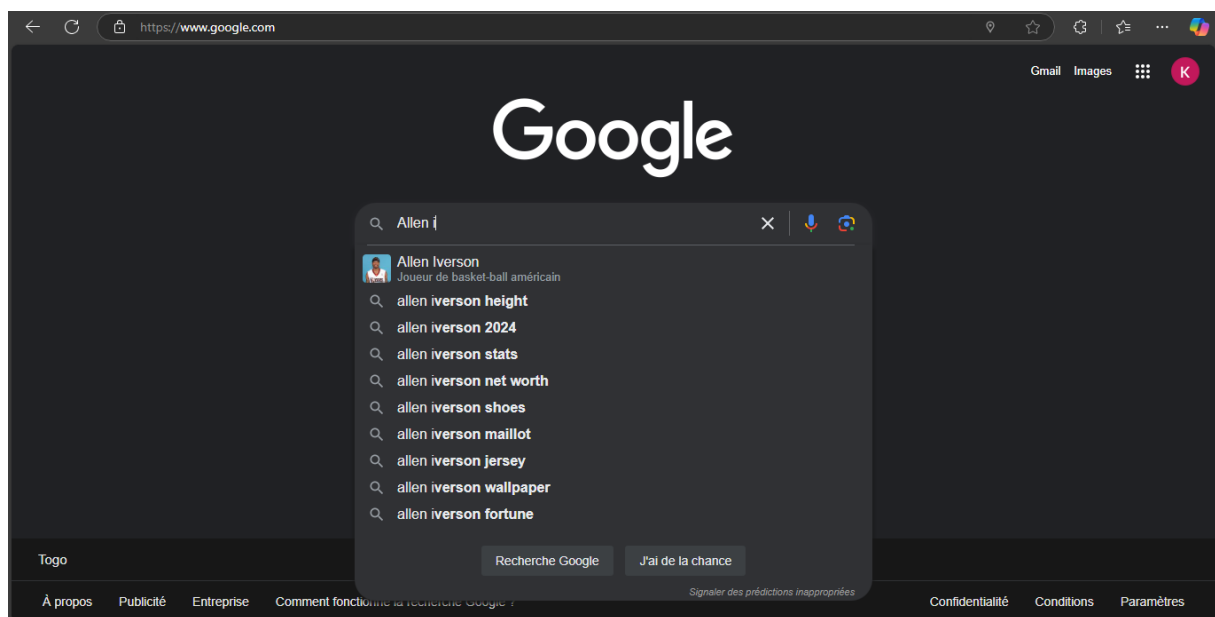 https://www.google.com
Gmail Images
K
Google
Allen i
Allen Iverson
Joueur de basket-ball américain
allen iverson height
allen iverson 2024
allen iverson stats
allen iverson net worth
allen iverson shoes
allen iverson maillot
allen iverson jersey
allen iverson wallpaper
allen iverson fortune
Recherche Google J'ai de la chance
Signaler des prédictions inappropriées
Togo
À propos Publicité Entreprise Comment fonctionne la recherche Google ? Confidentialité Conditions Paramètres